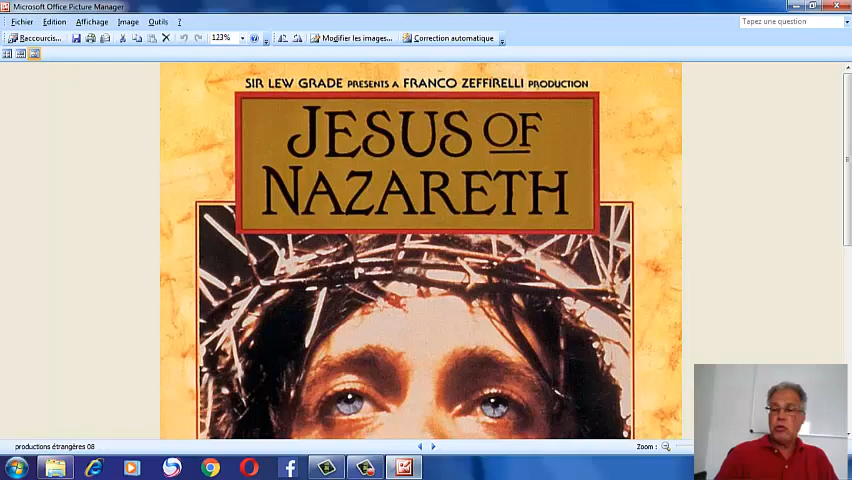 Microsoft Office Picture Manager
Fichier Edition Affichage Image Outils ?
Tapez une question
Raccourcis... 123% Modifier les images... Correction automatique
SIR LEW GRADE PRESENTS A FRANCO ZEFFIRELLI PRODUCTION
JESUS OF
NAZARETH
productions étrangères 08
Zoom :